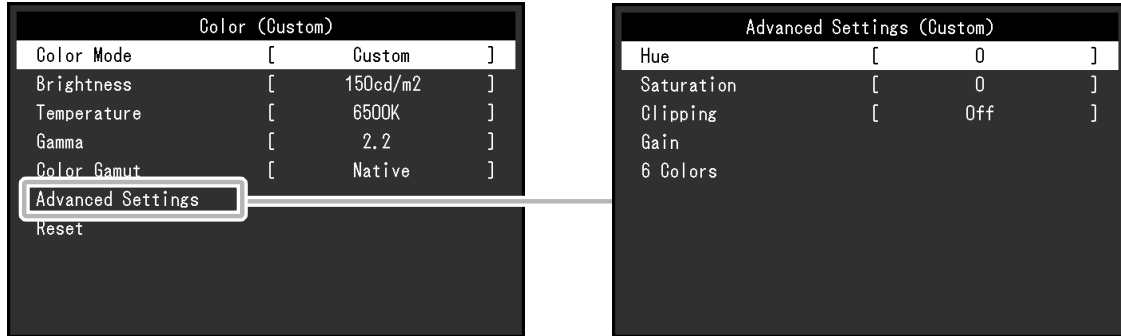 Color (Custom)
Color Mode [ Custom ]
Brightness [ 150cd/m2 ]
Temperature [ 6500K ]
Gamma [ 2.2 ]
Color Gamut [ Native ]
Advanced Settings
Reset
Advanced Settings (Custom)
Hue [ 0 ]
Saturation [ 0 ]
Clipping [ Off ]
Gain
6 Colors